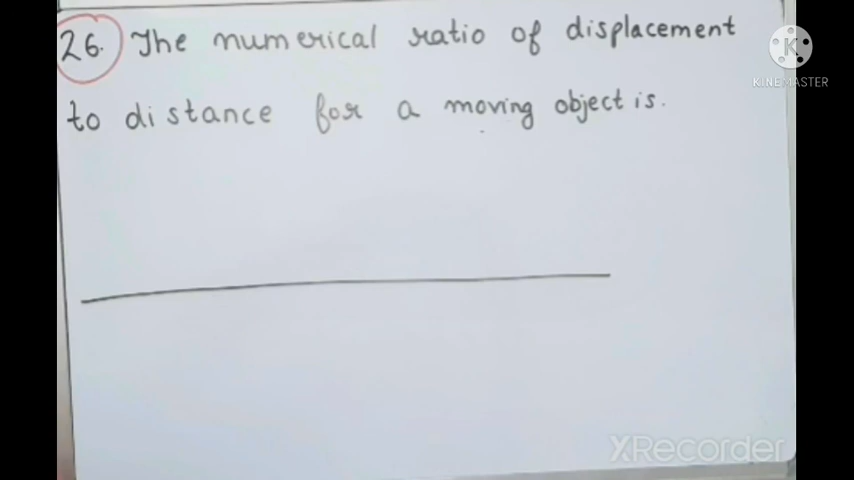 26. The numerical ratio of displacement
to distance for a moving object is.
K
KINEMASTER
XRecorder